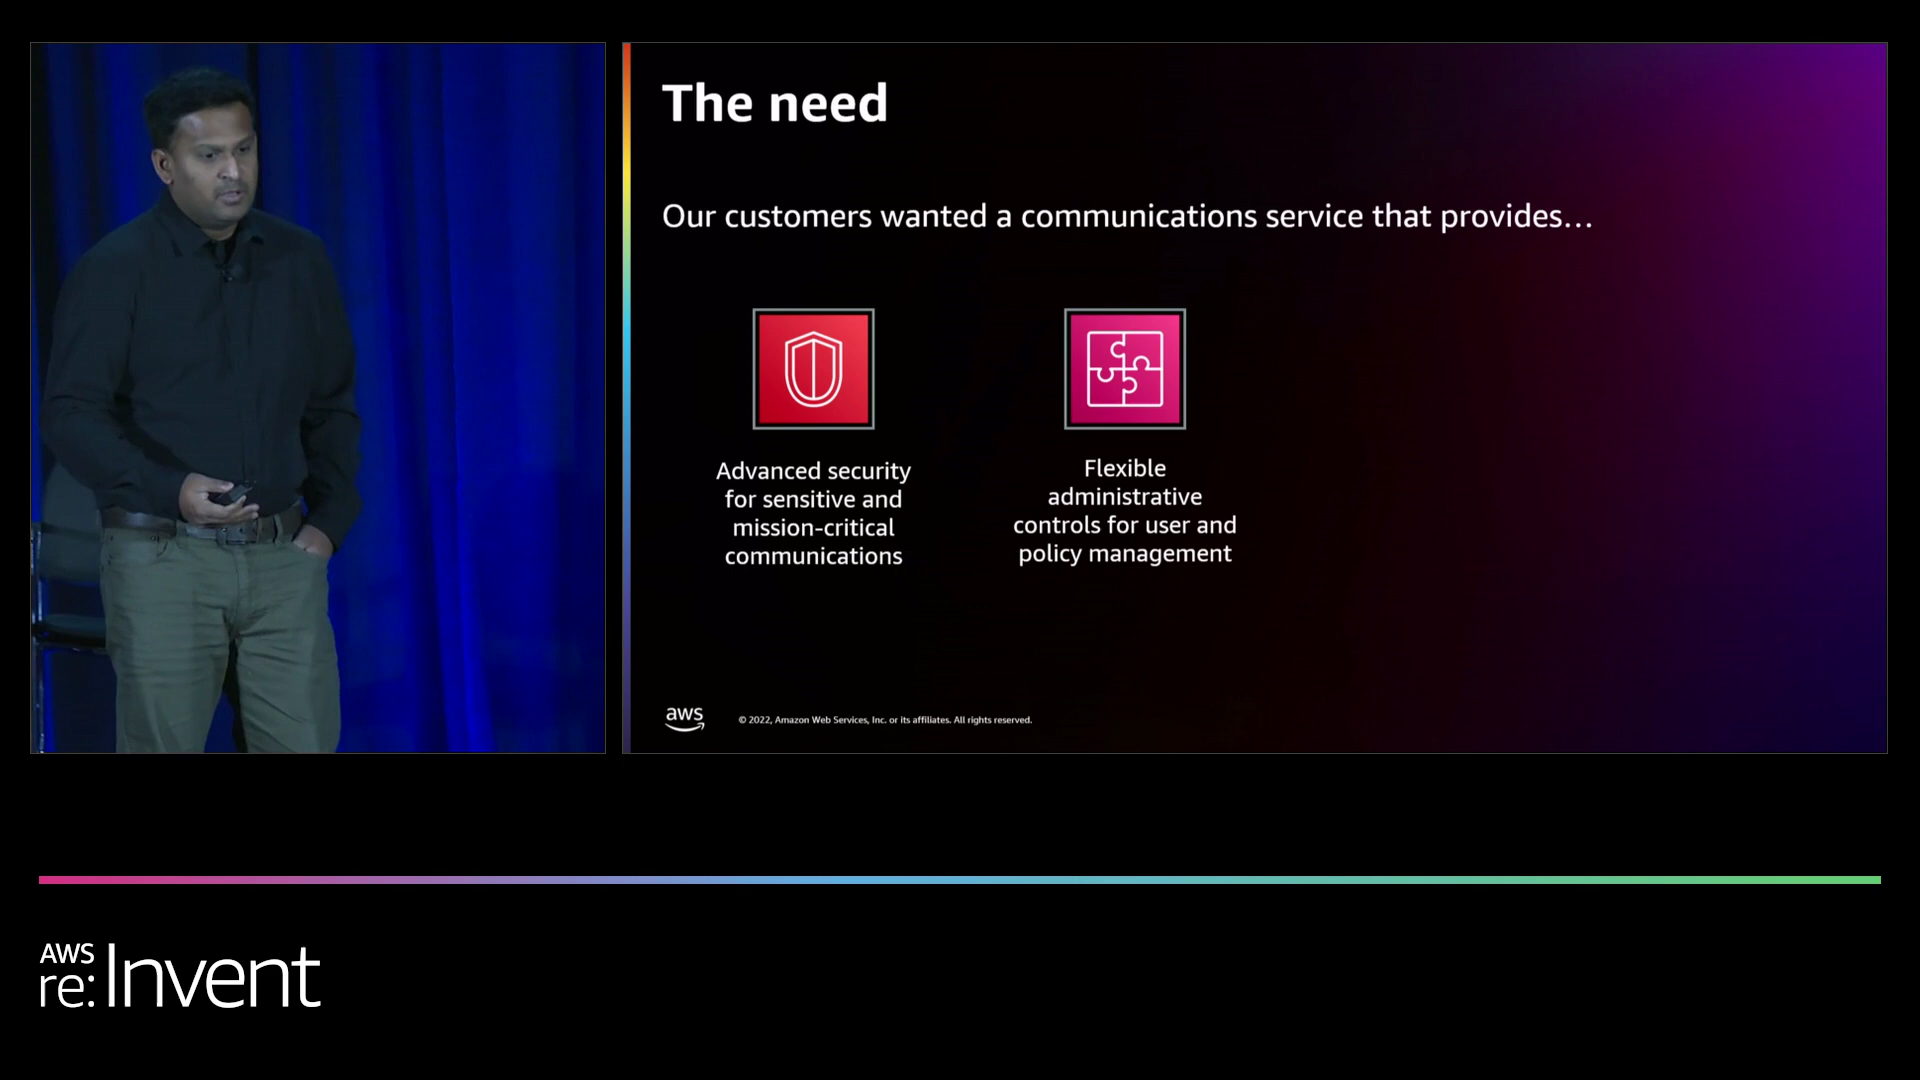 The need
Our customers wanted a communications service that provides...
Advanced security
for sensitive and
mission-critical
communications
Flexible
administrative
controls for user and
policy management
aws
© 2022, Amazon Web Services, Inc. or its affiliates. All rights reserved.
AWS
re:Invent